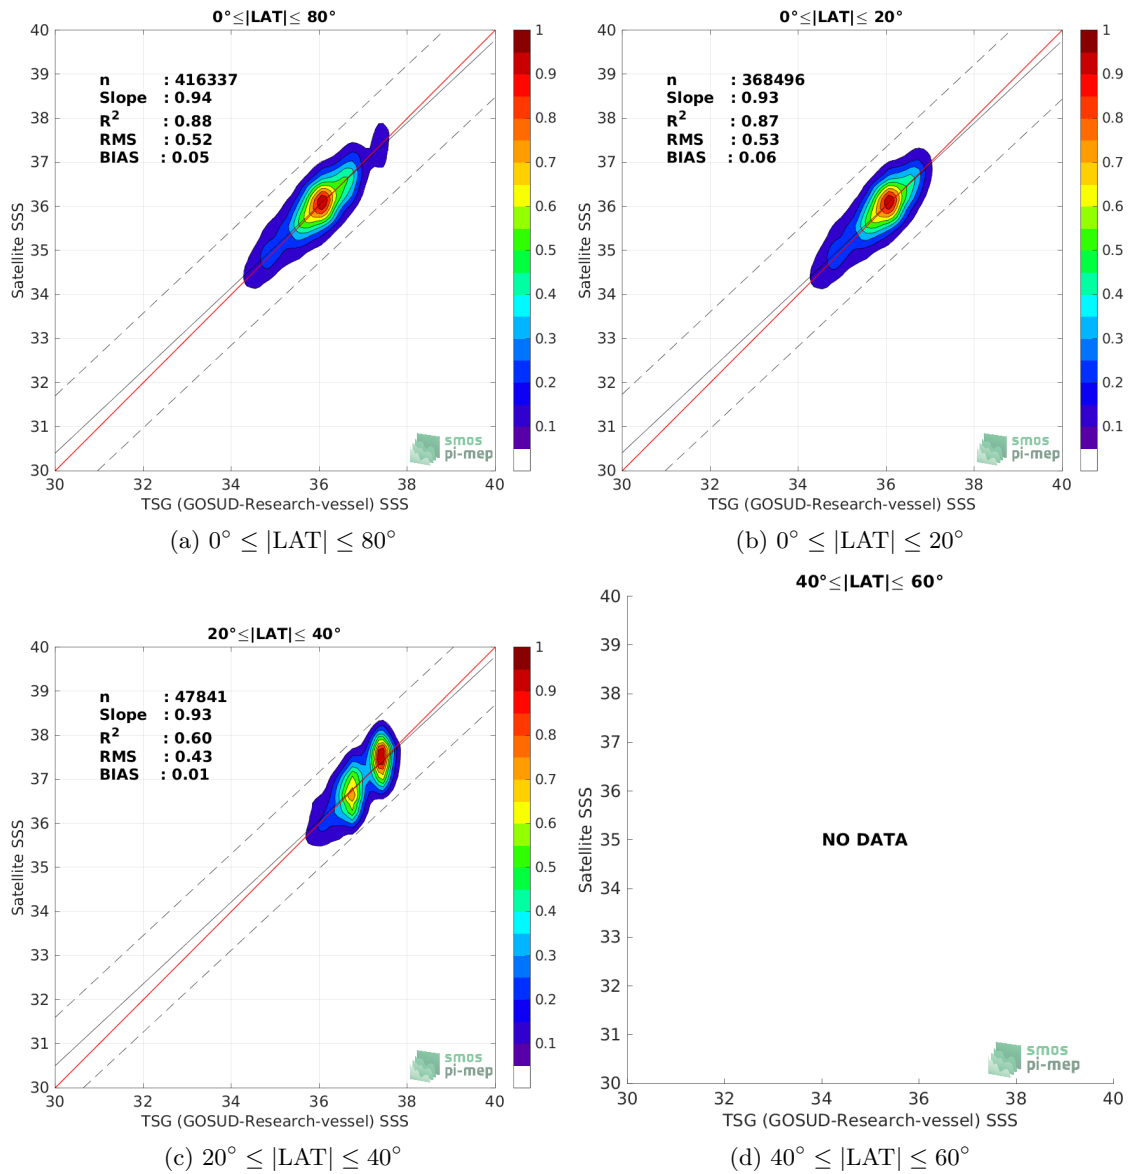 0°≤|LAT|≤ 80°
40
39
38
37
36
35
34
33
32
31
30
Satellite SSS
n : 416337
Slope : 0.94
R² : 0.88
RMS : 0.52
BIAS : 0.05
smos
pi-mep
30 32 34 36 38 40
TSG (GOSUD-Research-vessel) SSS
1
0.9
0.8
0.7
0.6
0.5
0.4
0.3
0.2
0.1
(a) 0° ≤ |LAT| ≤ 80°
0°≤|LAT|≤ 20°
40
39
38
37
36
35
34
33
32
31
30
Satellite SSS
n : 368496
Slope : 0.93
R² : 0.87
RMS : 0.53
BIAS : 0.06
smos
pi-mep
30 32 34 36 38 40
TSG (GOSUD-Research-vessel) SSS
1
0.9
0.8
0.7
0.6
0.5
0.4
0.3
0.2
0.1
(b) 0° ≤ |LAT| ≤ 20°
20°≤|LAT|≤ 40°
40
39
38
37
36
35
34
33
32
31
30
Satellite SSS
n : 47841
Slope : 0.93
R² : 0.60
RMS : 0.43
BIAS : 0.01
smos
pi-mep
30 32 34 36 38 40
TSG (GOSUD-Research-vessel) SSS
1
0.9
0.8
0.7
0.6
0.5
0.4
0.3
0.2
0.1
(c) 20° ≤ |LAT| ≤ 40°
40°≤|LAT|≤ 60°
40
39
38
37
36
35
34
33
32
31
30
Satellite SSS
NO DATA
smos
pi-mep
30 32 34 36 38 40
TSG (GOSUD-Research-vessel) SSS
(d) 40° ≤ |LAT| ≤ 60°